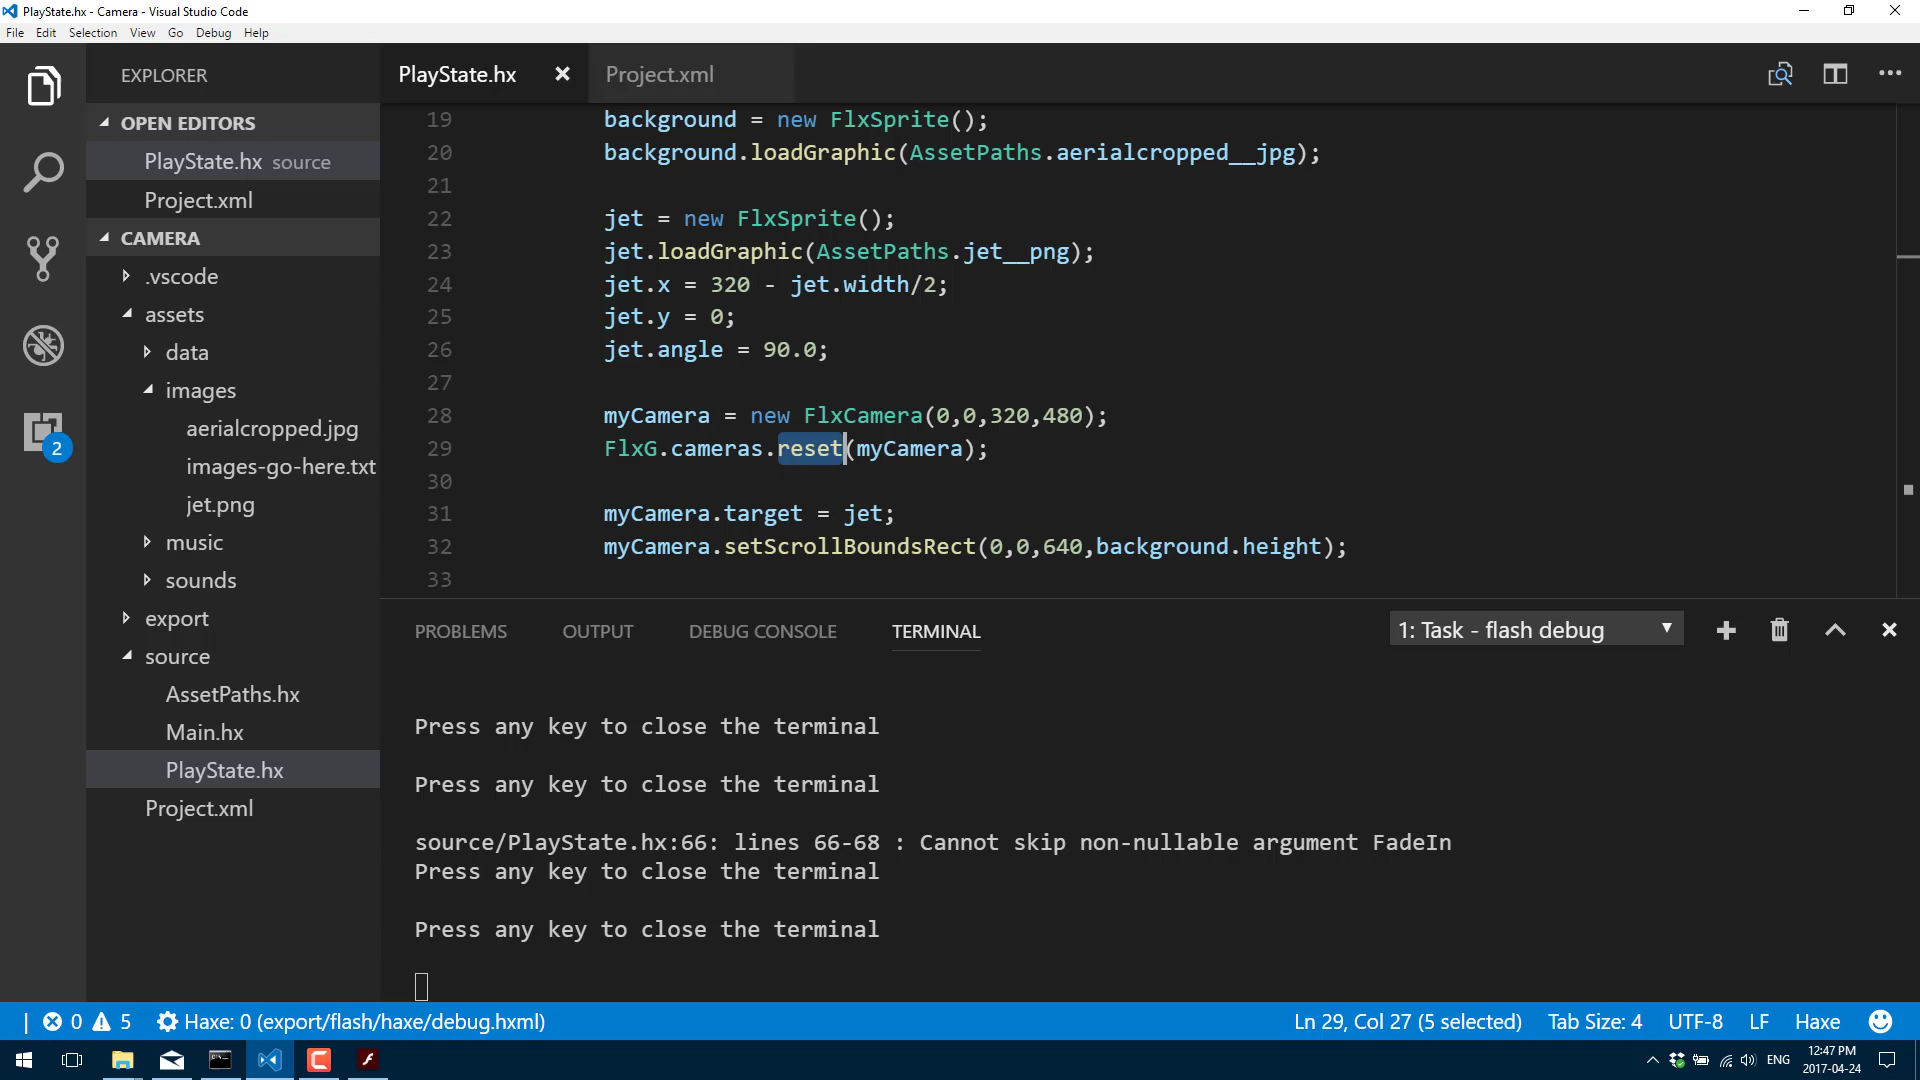 PlayState.hx - Camera - Visual Studio Code
File Edit Selection View Go Debug Help
EXPLORER
OPEN EDITORS
PlayState.hx source
Project.xml
CAMERA
.vscode
assets
data
images
aerialcropped.jpg
images-go-here.txt
jet.png
music
sounds
export
source
AssetPaths.hx
Main.hx
PlayState.hx
Project.xml
2
PlayState.hx
Project.xml
19 background = new FlxSprite();
20 background.loadGraphic(AssetPaths.aerialcropped__jpg);
21
22 jet = new FlxSprite();
23 jet.loadGraphic(AssetPaths.jet__png);
24 jet.x = 320 - jet.width/2;
25 jet.y = 0;
26 jet.angle = 90.0;
27
28 myCamera = new FlxCamera(0,0,320,480);
29 FlxG.cameras.reset(myCamera);
30
31 myCamera.target = jet;
32 myCamera.setScrollBoundsRect(0,0,640,background.height);
33
PROBLEMS OUTPUT DEBUG CONSOLE TERMINAL
1: Task - flash debug
Press any key to close the terminal
Press any key to close the terminal
source/PlayState.hx:66: lines 66-68 : Cannot skip non-nullable argument FadeIn
Press any key to close the terminal
Press any key to close the terminal
0 5 Haxe: 0 (export/flash/haxe/debug.hxml)
Ln 29, Col 27 (5 selected) Tab Size: 4 UTF-8 LF Haxe
ENG
12:47 PM
2017-04-24